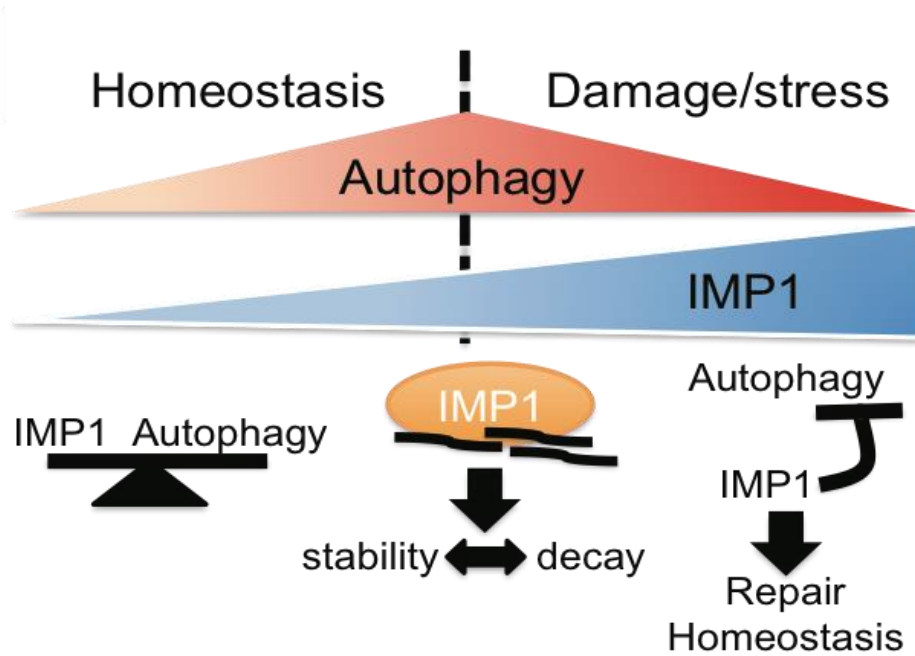 Homeostasis
Damage/stress
Autophagy
IMP1
IMP1 Autophagy
IMP1
stability
decay
Autophagy
IMP1
Repair
Homeostasis